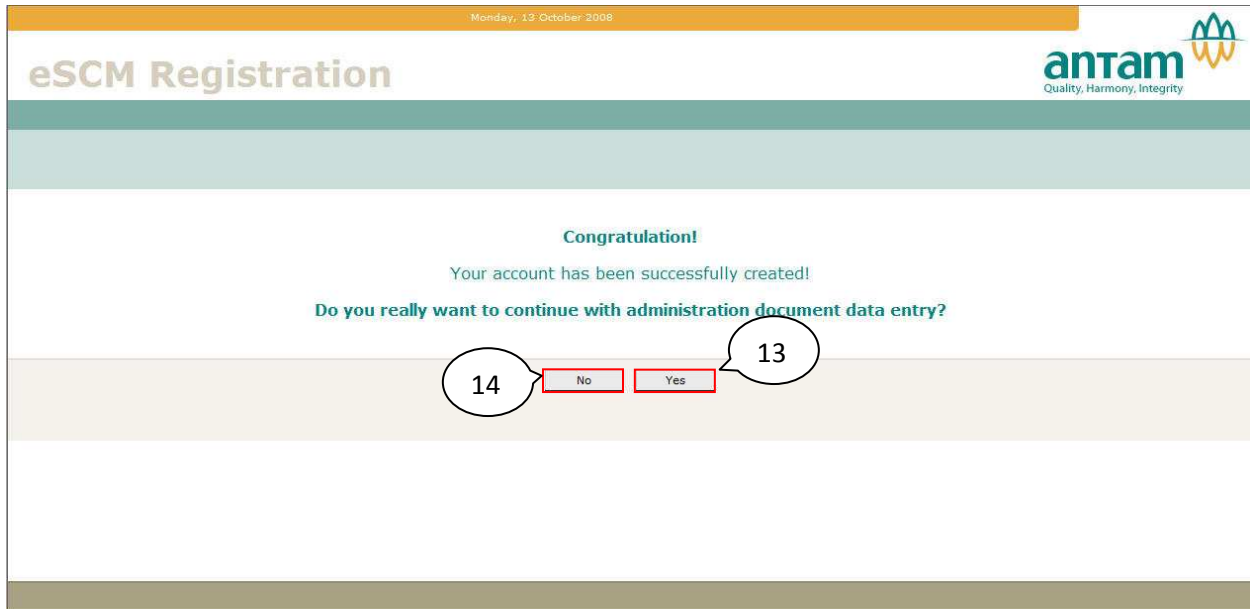 Monday, 13 October 2008
eSCM Registration
antam
Quality, Harmony, Integrity
Congratulation!
Your account has been successfully created!
Do you really want to continue with administration document data entry?
13
14 No Yes